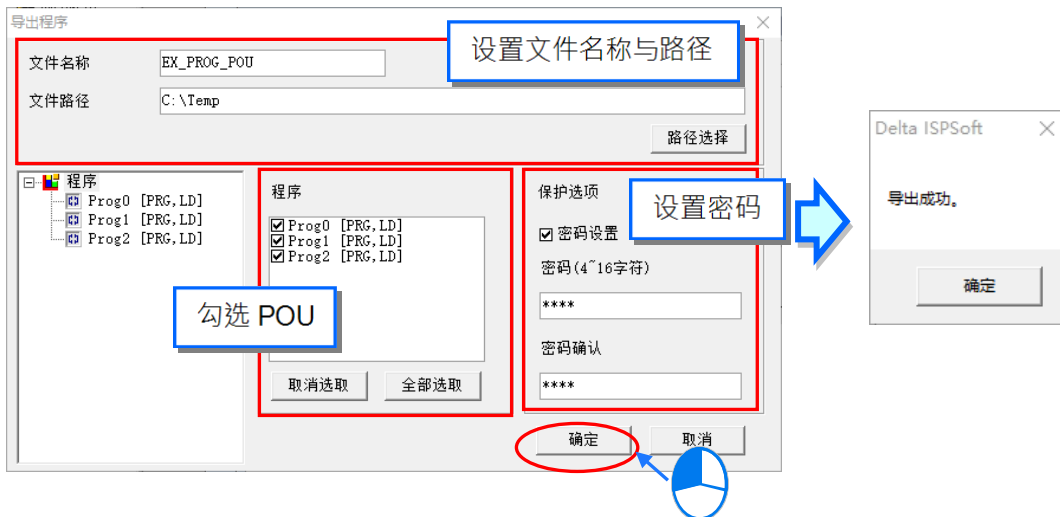 导出程序
设置文件名称与路径
文件名称 EX_PROG_POU
文件路径 C:\Temp
路径选择
程序
Prog0 [PRG,LD]
Prog1 [PRG,LD]
Prog2 [PRG,LD]
程序
Prog0 [PRG,LD]
Prog1 [PRG,LD]
Prog2 [PRG,LD]
勾选 POU
取消选取 全部选取
保护选项
设置密码
密码设置
密码(4~16字符)
****
密码确认
****
确定 取消
Delta ISPSoft
导出成功。
确定